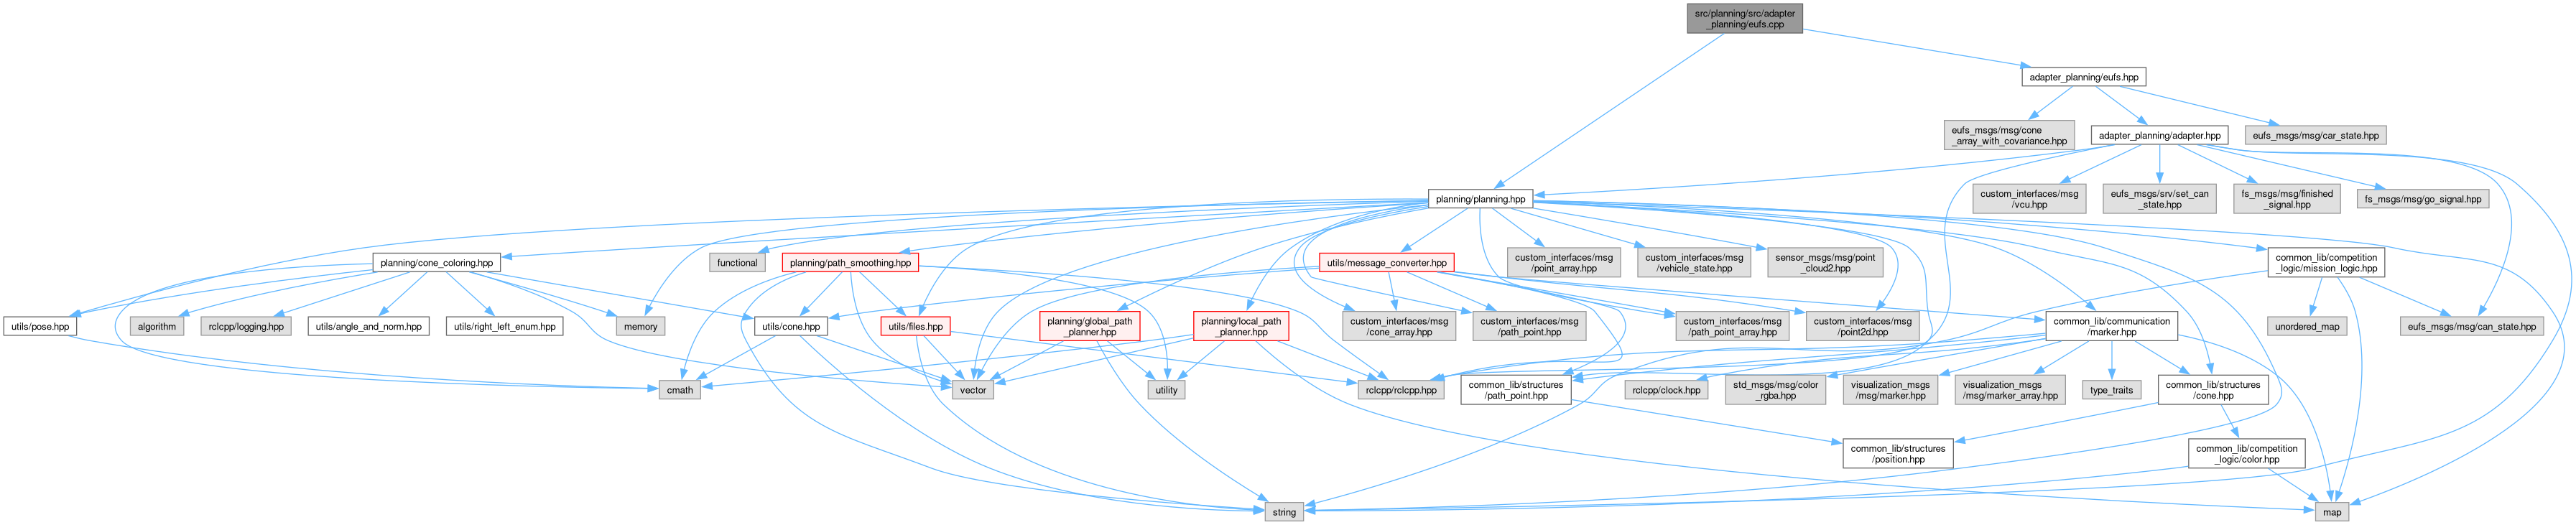 src/planning/src/adapter
_planning/eufs.cpp
adapter_planning/eufs.hpp
eufs_msgs/msg/cone
_array_with_covariance.hpp
adapter_planning/adapter.hpp
eufs_msgs/msg/car_state.hpp
planning/planning.hpp
custom_interfaces/msg
/vcu.hpp
eufs_msgs/srv/set_can
_state.hpp
fs_msgs/msg/finished
_signal.hpp
fs_msgs/msg/go_signal.hpp
planning/cone_coloring.hpp
functional
planning/path_smoothing.hpp
utils/message_converter.hpp
custom_interfaces/msg
/point_array.hpp
custom_interfaces/msg
/vehicle_state.hpp
sensor_msgs/msg/point
_cloud2.hpp
common_lib/competition
_logic/mission_logic.hpp
utils/pose.hpp
algorithm
rclcpp/logging.hpp
utils/angle_and_norm.hpp
utils/right_left_enum.hpp
memory
utils/cone.hpp
utils/files.hpp
planning/global_path
_planner.hpp
planning/local_path
_planner.hpp
custom_interfaces/msg
/cone_array.hpp
custom_interfaces/msg
/path_point.hpp
custom_interfaces/msg
/path_point_array.hpp
custom_interfaces/msg
/point2d.hpp
common_lib/communication
/marker.hpp
unordered_map
eufs_msgs/msg/can_state.hpp
cmath
vector
utility
rclcpp/rclcpp.hpp
common_lib/structures
/path_point.hpp
rclcpp/clock.hpp
std_msgs/msg/color
_rgba.hpp
visualization_msgs
/msg/marker.hpp
visualization_msgs
/msg/marker_array.hpp
type_traits
common_lib/structures
/cone.hpp
common_lib/structures
/position.hpp
common_lib/competition
_logic/color.hpp
string
map